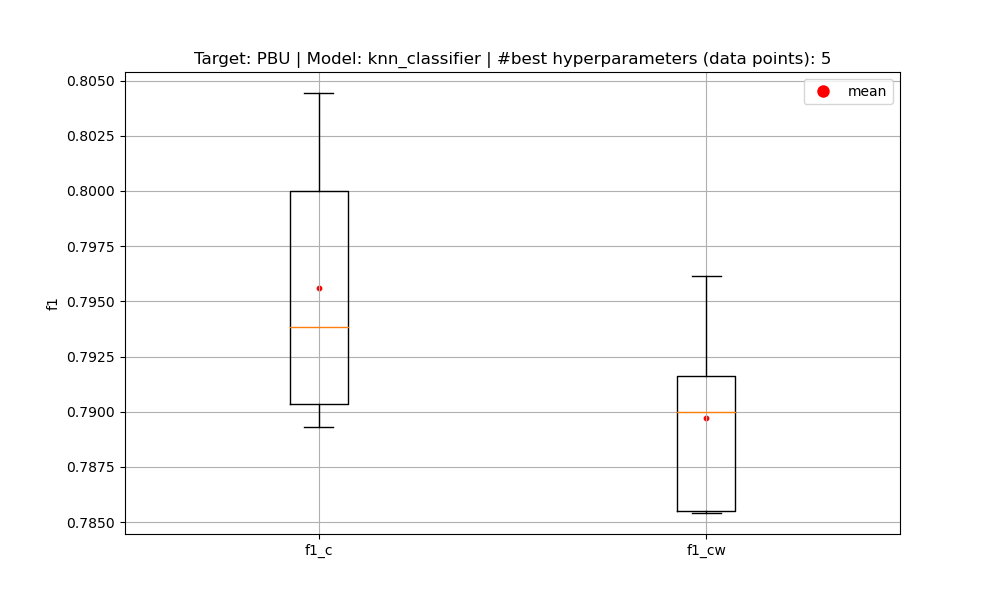 Target: PBU | Model: knn_classifier | #best hyperparameters (data points): 5
mean
f1
0.8050
0.8025
0.8000
0.7975
0.7950
0.7925
0.7900
0.7875
0.7850
f1_c
f1_cw